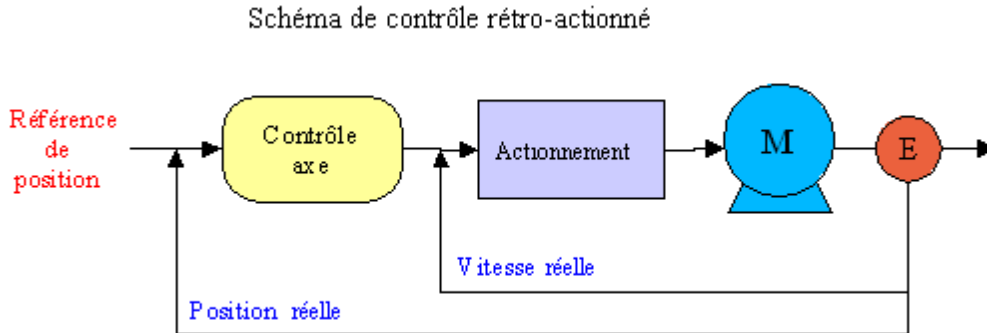 Schéma de contrôle rétro-actionné
Référence
de
position
Contrôle
axe
Actionnement
M
E
Vitesse réelle
Position réelle